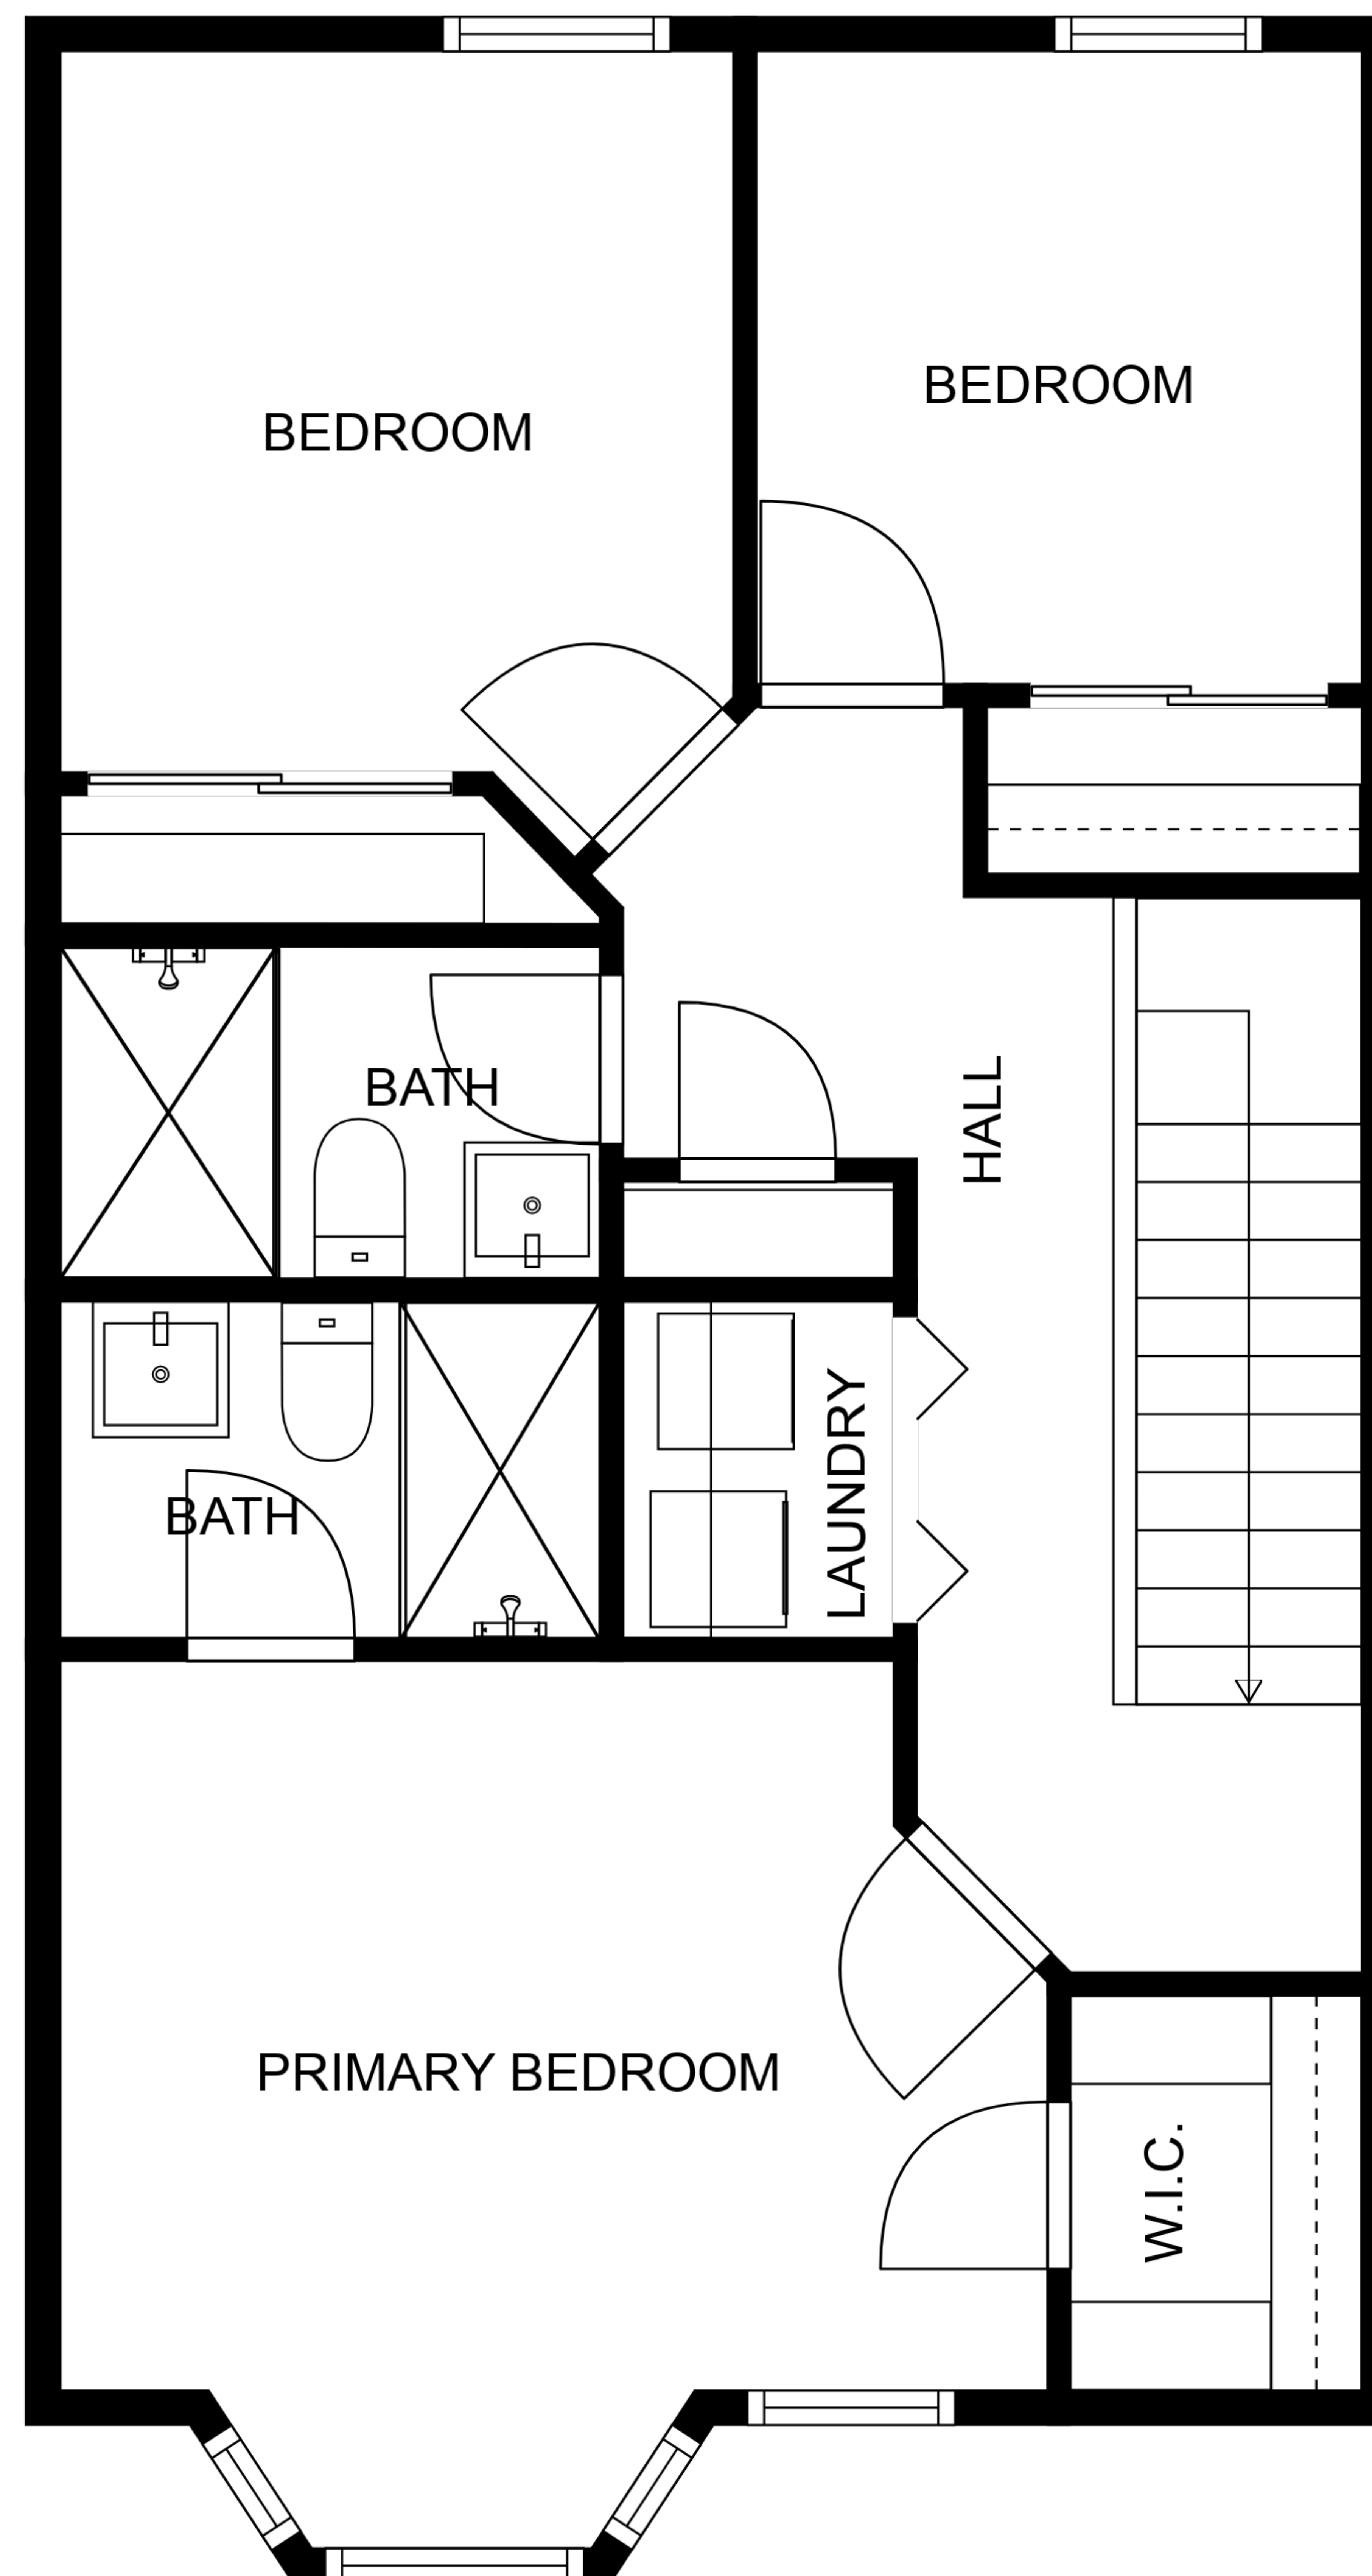 BEDROOM
BEDROOM
BATH
HALL
LAUNDRY
BATH
PRIMARY BEDROOM
W.I.C.